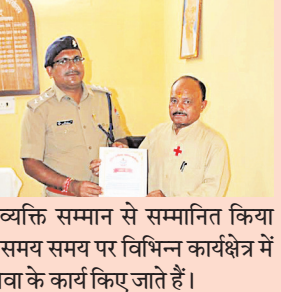 व्यक्ति सम्मान से सम्मानित किया
समय समय पर विभिन्न कार्यक्षेत्र में
वा के कार्य किए जाते हैं।